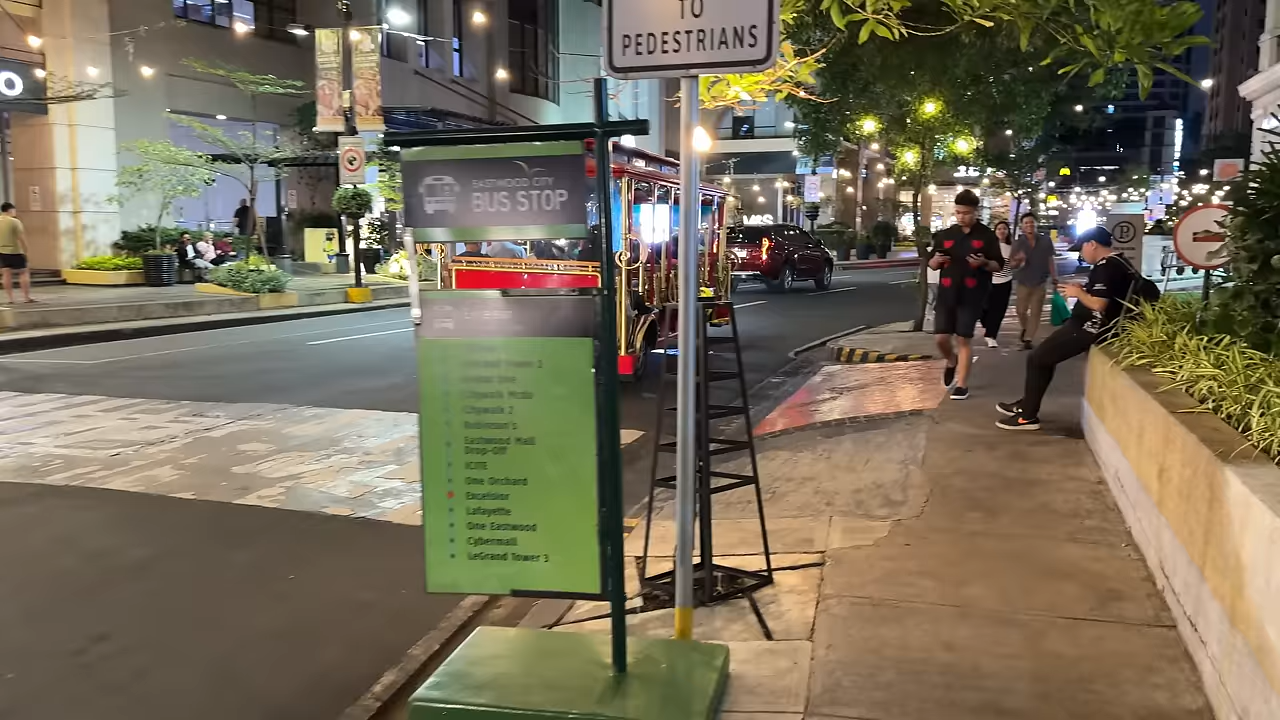 TO
PEDESTRIANS
EASTWOOD CITY
BUS STOP
Citywalk 2
Robinson's
Eastwood Mall
Drop-Off
ICITE
One Orchard
Excelsior
Lafayette
One Eastwood
Cybermall
LeGrand Tower 3
P